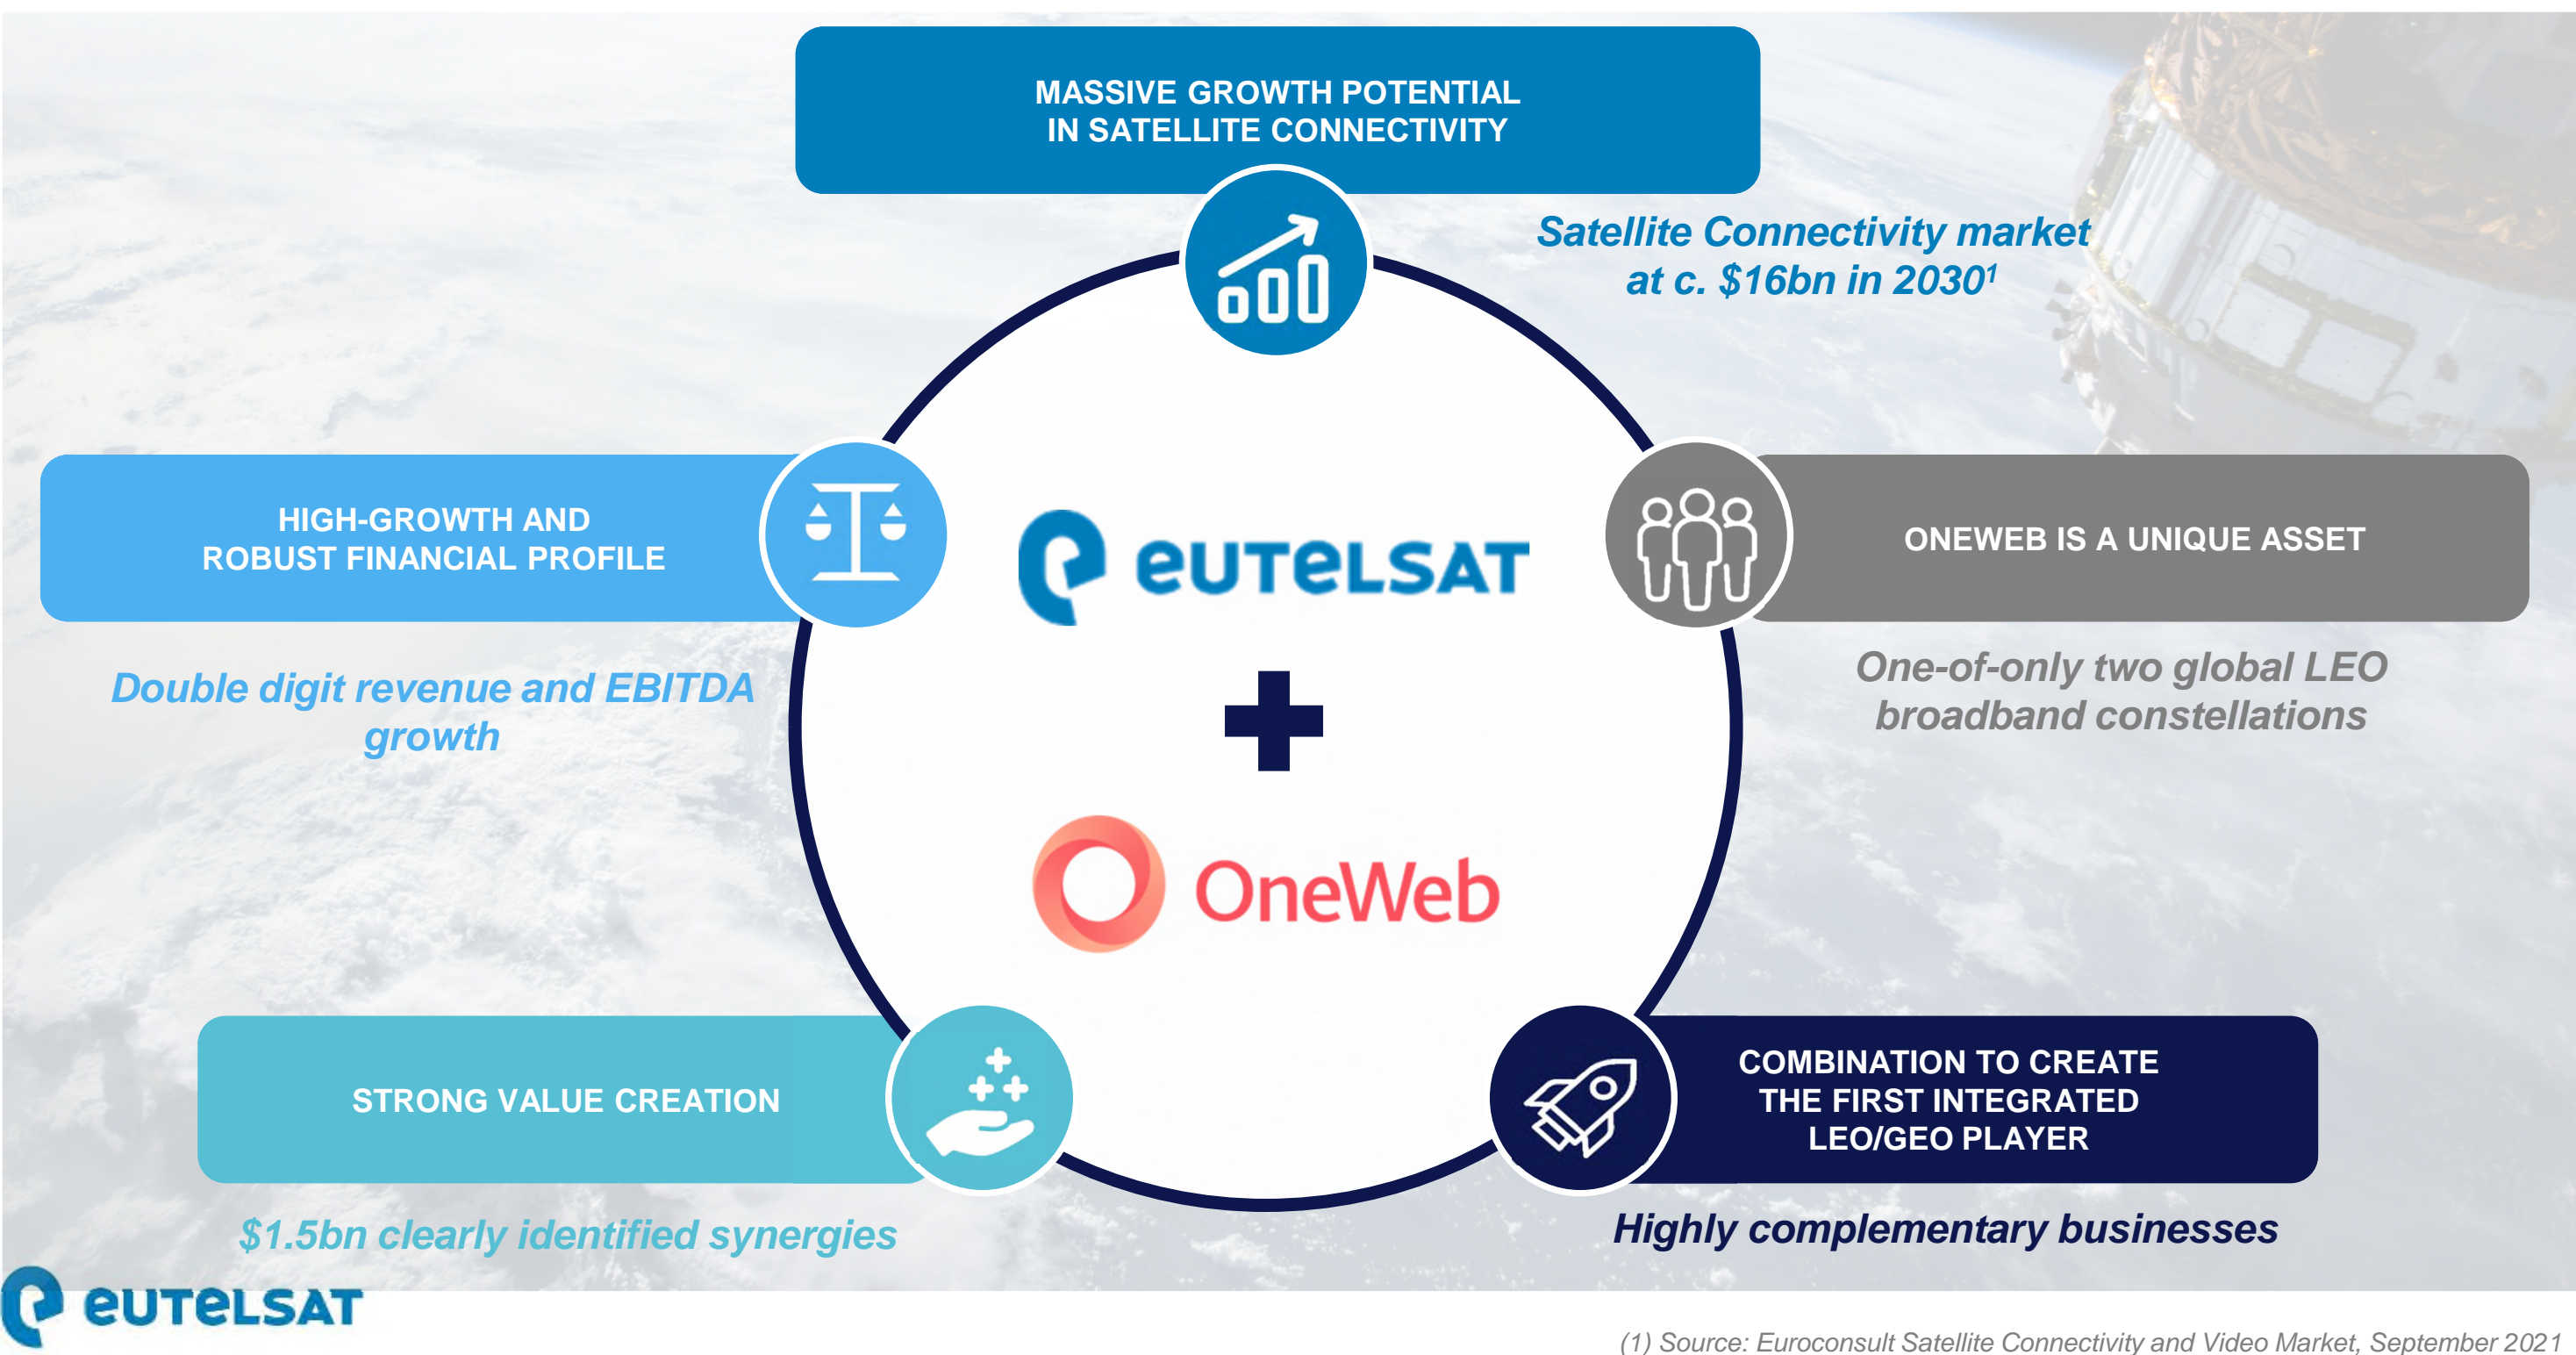 MASSIVE GROWTH POTENTIAL
IN SATELLITE CONNECTIVITY
Satellite Connectivity market
at c. $16bn in 2030¹
HIGH-GROWTH AND
ROBUST FINANCIAL PROFILE
Double digit revenue and EBITDA
growth
eutelsat
OneWeb
ONEWEB IS A UNIQUE ASSET
One-of-only two global LEO
broadband constellations
STRONG VALUE CREATION
$1.5bn clearly identified synergies
COMBINATION TO CREATE
THE FIRST INTEGRATED
LEO/GEO PLAYER
Highly complementary businesses
eutelsat
(1) Source: Euroconsult Satellite Connectivity and Video Market, September 2021